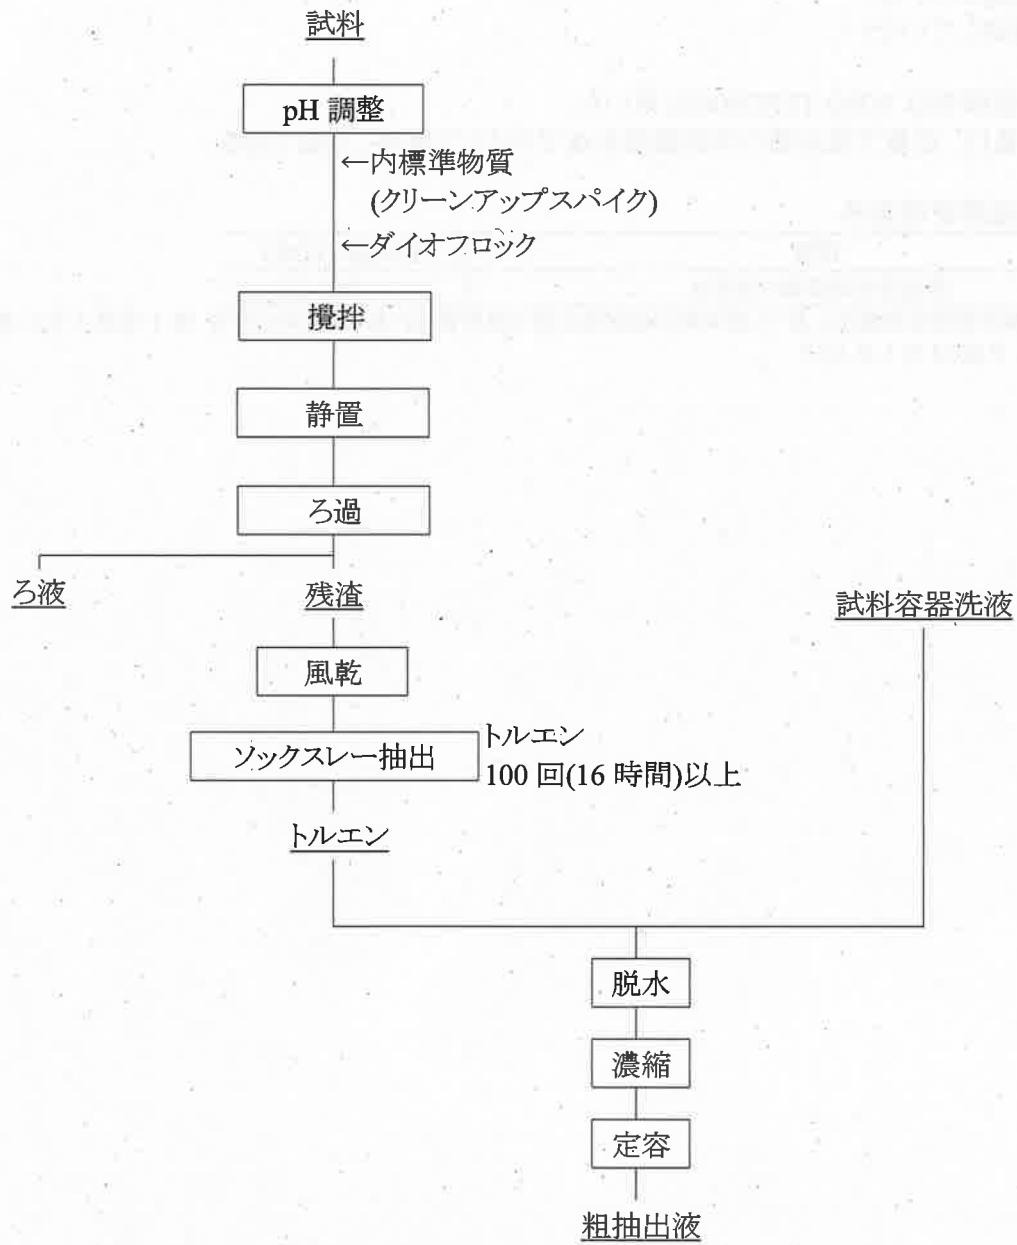 試料
pH 調整
←内標準物質
(クリーンアップスパイク)
←ダイオフロック
攪拌
静置
ろ過
ろ液
残渣
試料容器洗液
風乾
ソックスレー抽出
トルエン
100 回(16 時間)以上
トルエン
脱水
濃縮
定容
粗抽出液